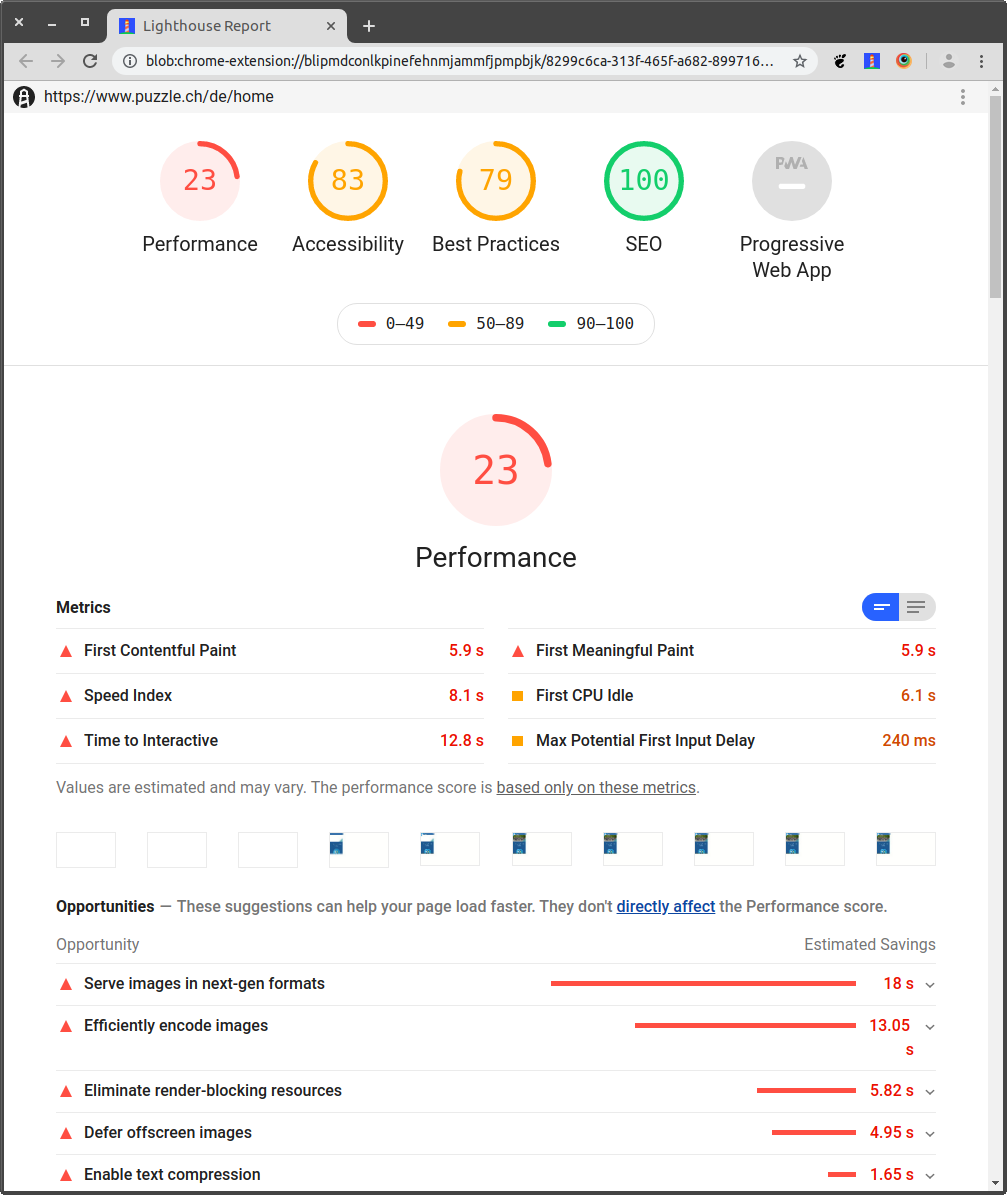 Lighthouse Report
blob:chrome-extension://blipmdconlkpinefehnmjammfjpmpbjk/8299c6ca-313f-465f-a682-899716...
https://www.puzzle.ch/de/home
23 83 79 100 PWA
Performance Accessibility Best Practices SEO Progressive
Web App
0–49 50–89 90–100
23
Performance
Metrics
First Contentful Paint 5.9 s First Meaningful Paint 5.9 s
Speed Index 8.1 s First CPU Idle 6.1 s
Time to Interactive 12.8 s Max Potential First Input Delay 240 ms
Values are estimated and may vary. The performance score is based only on these metrics.
Opportunities — These suggestions can help your page load faster. They don't directly affect the Performance score.
Opportunity Estimated Savings
Serve images in next-gen formats 18 s
Efficiently encode images 13.05
s
Eliminate render-blocking resources 5.82 s
Defer offscreen images 4.95 s
Enable text compression 1.65 s